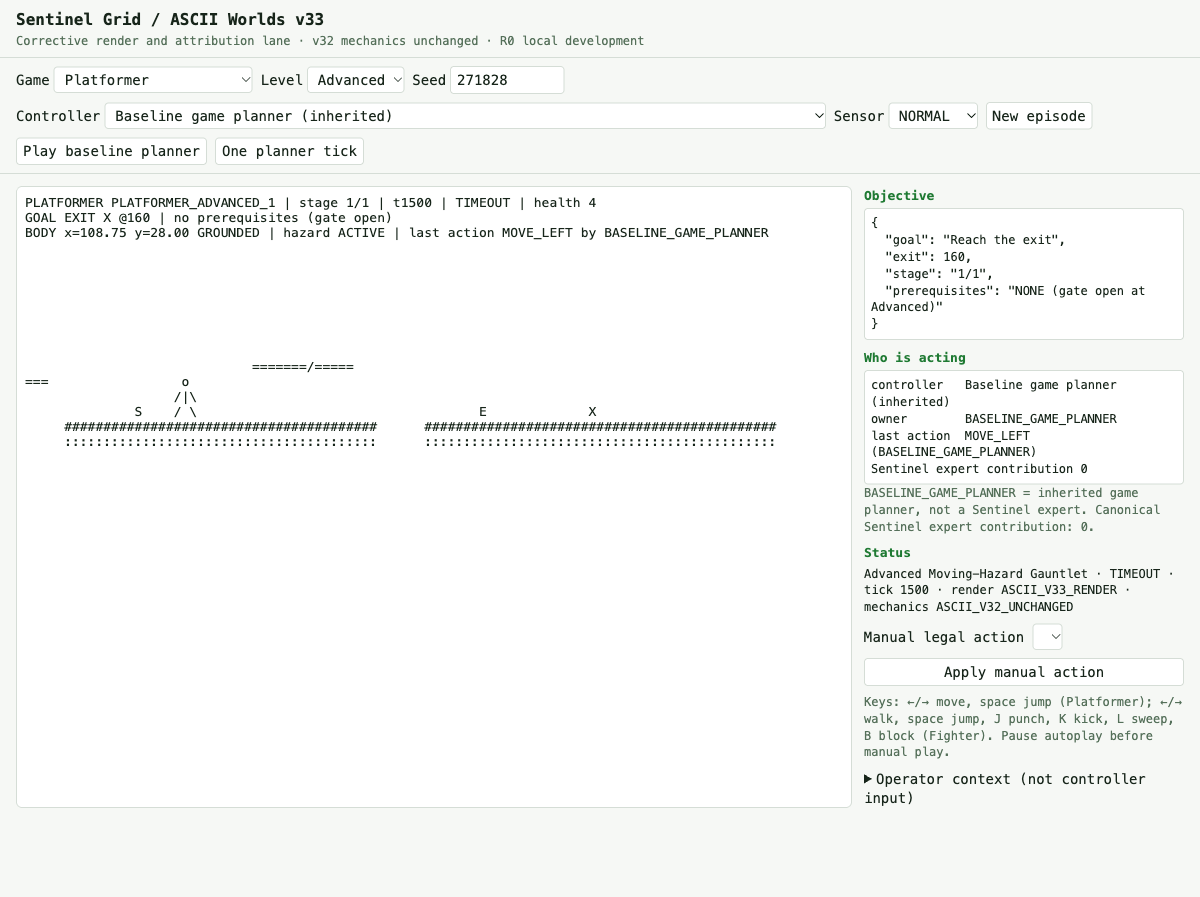 Sentinel Grid / ASCII Worlds v33
Corrective render and attribution lane · v32 mechanics unchanged · R0 local development
Game Platformer Level Advanced Seed 271828
Controller Baseline game planner (inherited) Sensor NORMAL New episode
Play baseline planner One planner tick
PLATFORMER PLATFORMER_ADVANCED_1 | stage 1/1 | t1500 | TIMEOUT | health 4
GOAL EXIT X @160 | no prerequisites (gate open)
BODY x=108.75 y=28.00 GROUNDED | hazard ACTIVE | last action MOVE_LEFT by BASELINE_GAME_PLANNER
=======/=====
=== o
/|\
S / \ E X
######################################## #############################################
:::::::::::::::::::::::::::::::::::::::: :::::::::::::::::::::::::::::::::::::::::::::
Objective
{
"goal": "Reach the exit",
"exit": 160,
"stage": "1/1",
"prerequisites": "NONE (gate open at
Advanced)"
}
Who is acting
controller Baseline game planner
(inherited)
owner BASELINE_GAME_PLANNER
last action MOVE_LEFT
(BASELINE_GAME_PLANNER)
Sentinel expert contribution 0
BASELINE_GAME_PLANNER = inherited game
planner, not a Sentinel expert. Canonical
Sentinel expert contribution: 0.
Status
Advanced Moving-Hazard Gauntlet · TIMEOUT ·
tick 1500 · render ASCII_V33_RENDER ·
mechanics ASCII_V32_UNCHANGED
Manual legal action
Apply manual action
Keys: ←/→ move, space jump (Platformer); ←/→
walk, space jump, J punch, K kick, L sweep,
B block (Fighter). Pause autoplay before
manual play.
▶ Operator context (not controller
input)